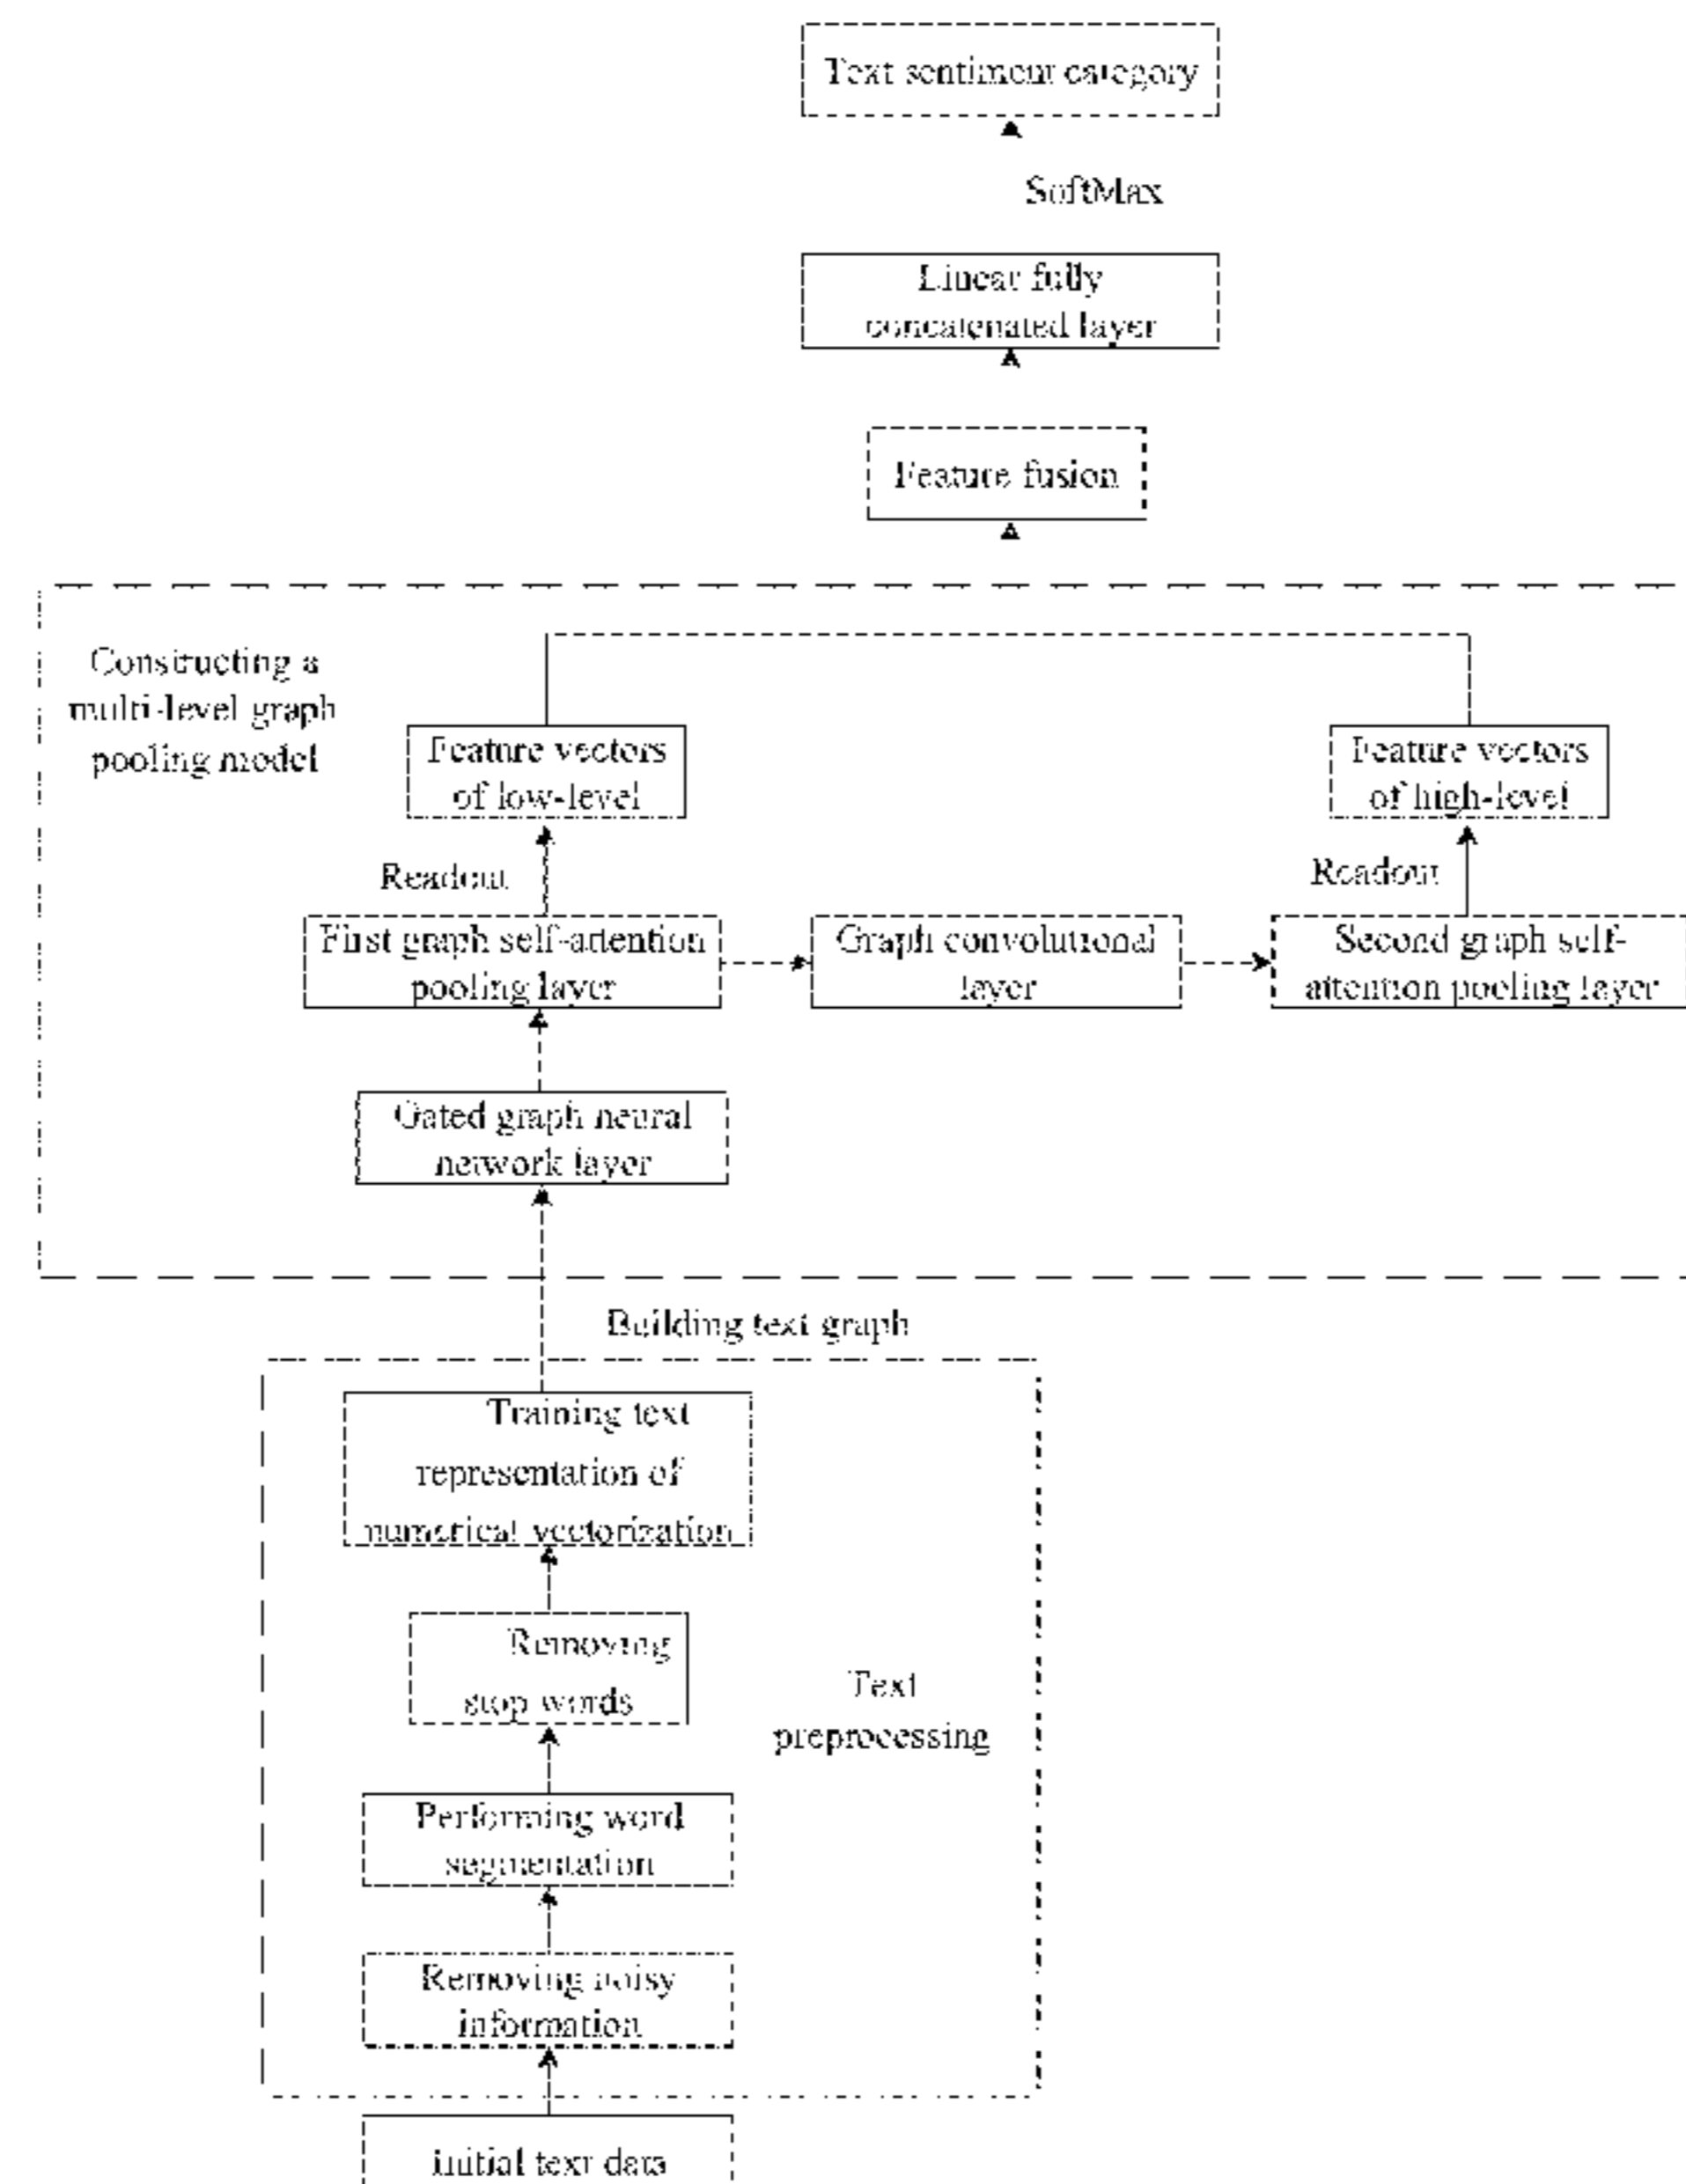 Text sentiment category
SoftMax
Linear fully
concatenated layer
Feature fusion
Constructing a
multi-level graph
pooling model
Feature vectors
of low-level
Feature vectors
of high-level
Readout
Readout
First graph self-attention
pooling layer
Graph convolutional
layer
Second graph self-
attention pooling layer
Gated graph neural
network layer
Building text graph
Training text
representation of
numerical vectorization
Removing
stop words
Text
preprocessing
Performing word
segmentation
Removing noisy
information
initial text data